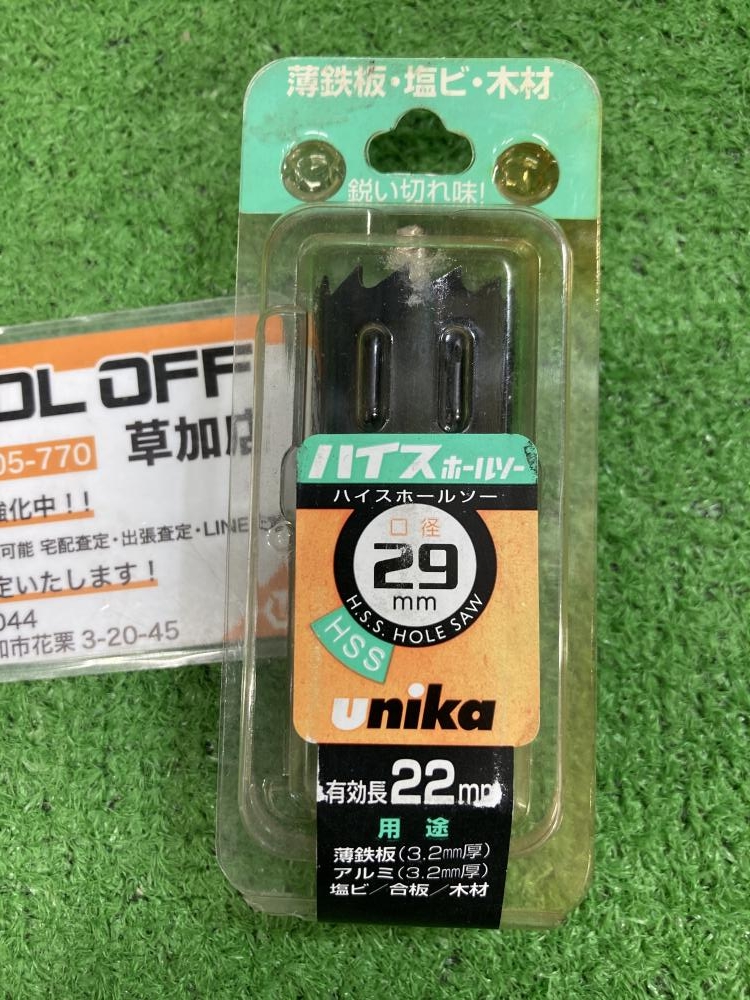 薄鉄板・塩ビ・木材
鋭い切れ味!
ハイスホールソー
ハイスホールソー
口径
29
mm
H.S.S. HOLE SAW
HSS
unika
有効長22mm
用途
薄鉄板(3.2mm厚)
アルミ(3.2mm厚)
塩ビ/合板/木材
OL OFF
草加店
05-770
強化中!!
可能 宅配査定・出張査定・LINE
定いたします!
044
加市花栗 3-20-45